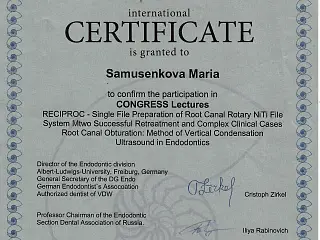 international
CERTIFICATE
is granted to
Samusenkova Maria
to confirm the participation in
CONGRESS Lectures
RECIPROC - Single File Preparation of Root Canal Rotary NiTi File
System Mtwo Successful Retreatment and Complex Clinical Cases
Root Canal Obturation: Method of Vertical Condensation
Ultrasound in Endodontics
Director of the Endodontic division
Albert-Ludwigs-University, Freiburg, Germany
General Secretary of the DG Endo
German Endodontist's Assocoation
Authorized dentist of VDW
Cristoph Zirkel
Professor Chairman of the Endodontic
Section Dental Association of Russia.
Iliya Rabinovich